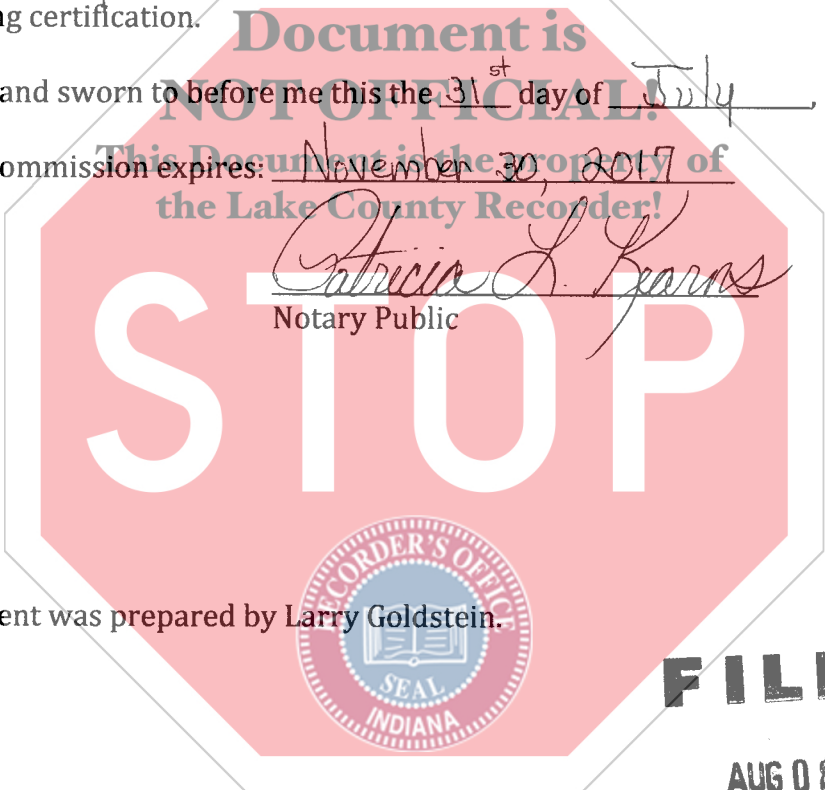 ng certification.
Document is
NOT OFFICIAL!
and sworn to before me this the 31st day of July,
This Document is the property of
ommission expires: November 30, 2017
the Lake County Recorder!
Patricia L. Kearns
Notary Public
STOP
RECORDER'S OFFICE
SEAL
INDIANA
ent was prepared by Larry Goldstein.
FIL
AUG 0